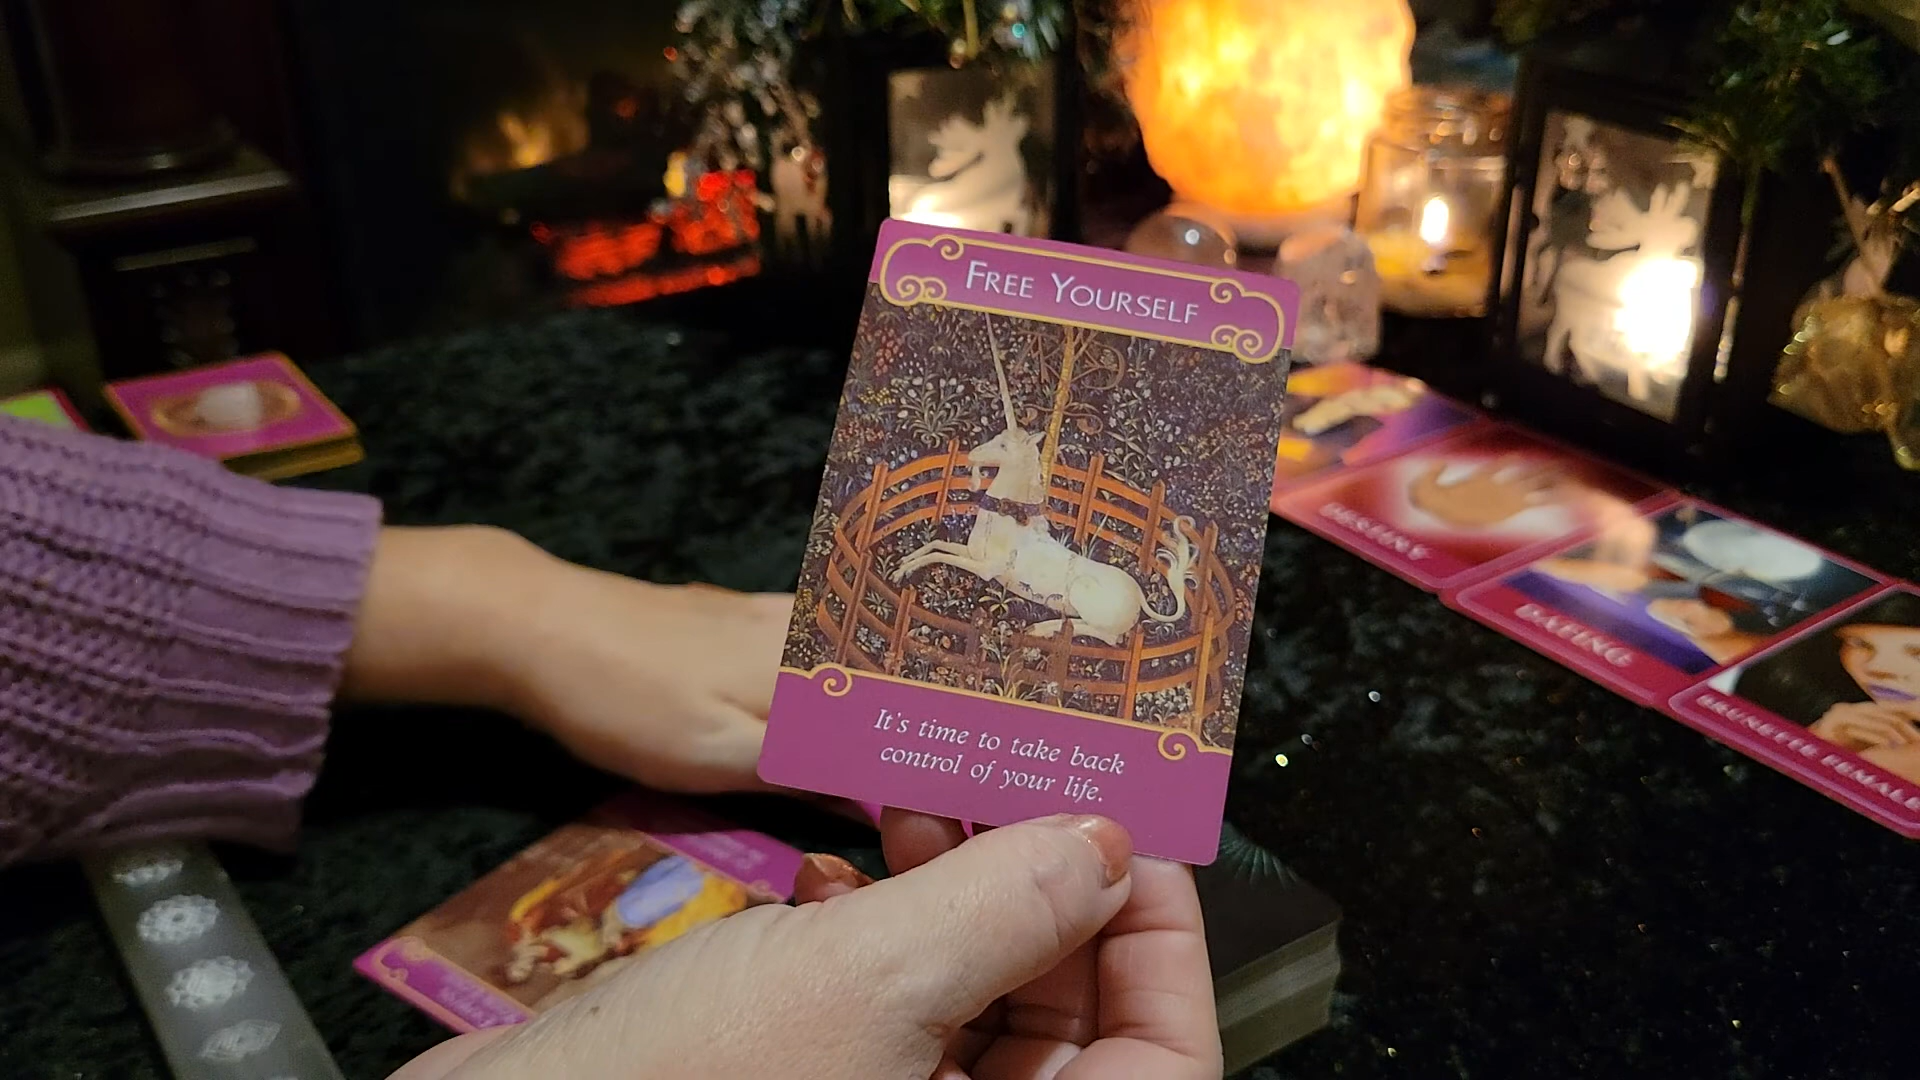 FREE YOURSELF
It's time to take back
control of your life.
DESTINY
DATING
BRUNETTE FEMALE